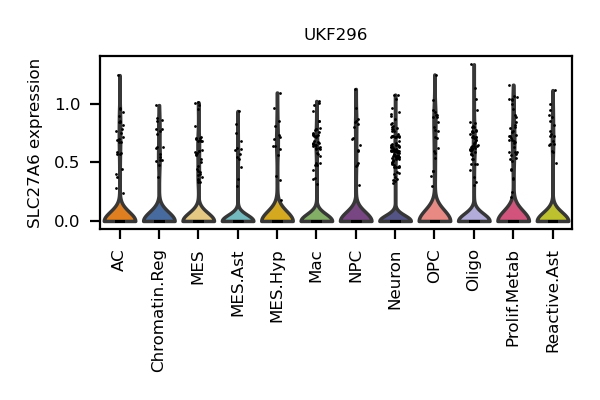 UKF296
SLC27A6 expression
1.0
0.5
0.0
AC
Chromatin.Reg
MES
MES.Ast
MES.Hyp
Mac
NPC
Neuron
OPC
Oligo
Prolif.Metab
Reactive.Ast